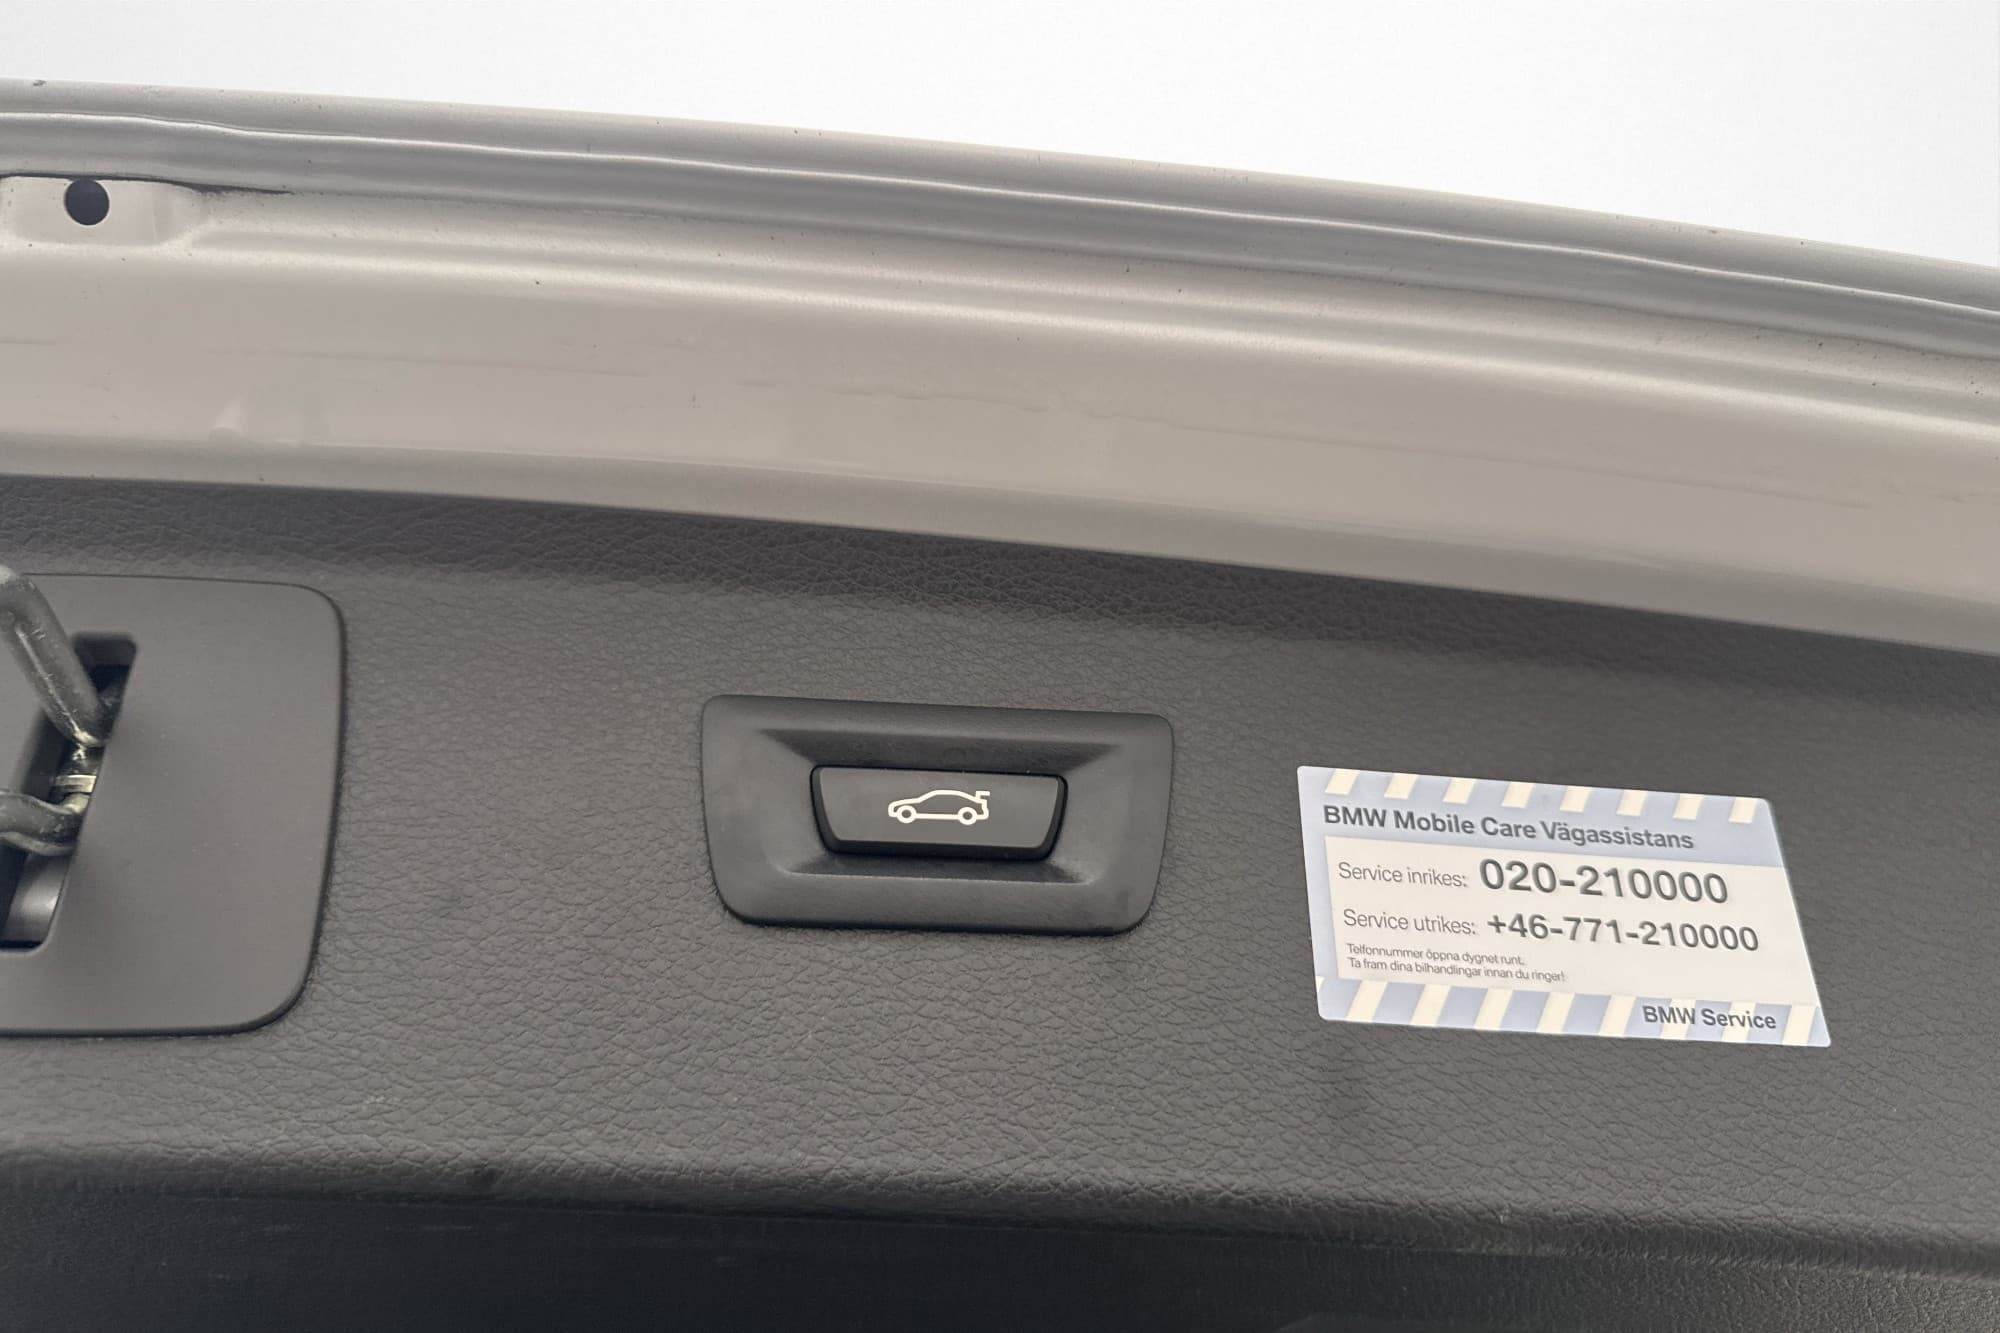 BMW Mobile Care Vägassistans
Service inrikes: 020-210000
Service utrikes: +46-771-210000
Telfonnummer öppna dygnet runt.
Ta fram dina bilhandlingar innan du ringer!
BMW Service